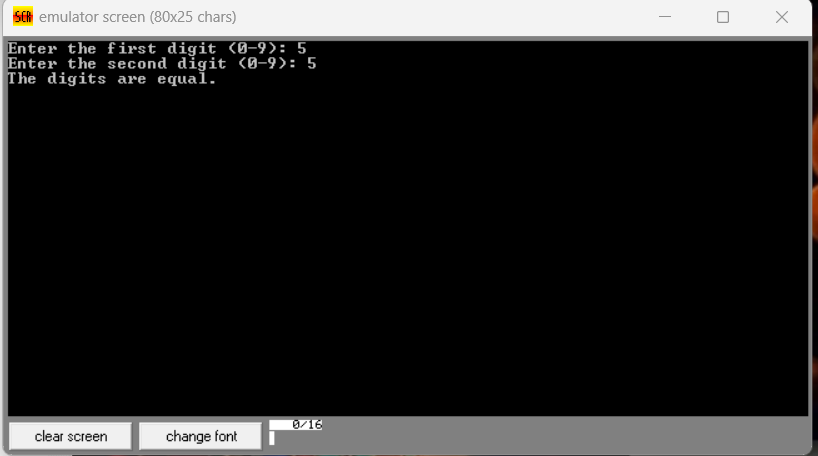 SCR emulator screen (80x25 chars)
Enter the first digit (0-9): 5
Enter the second digit (0-9): 5
The digits are equal.
clear screen change font 0/16